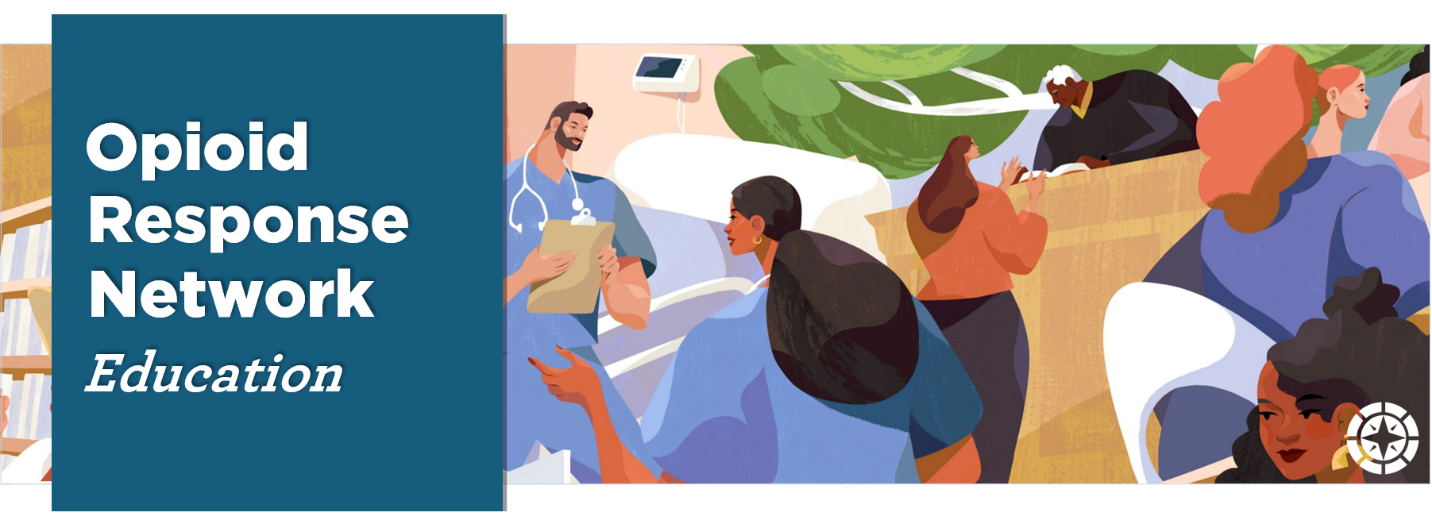 Opioid
Response
Network
Education